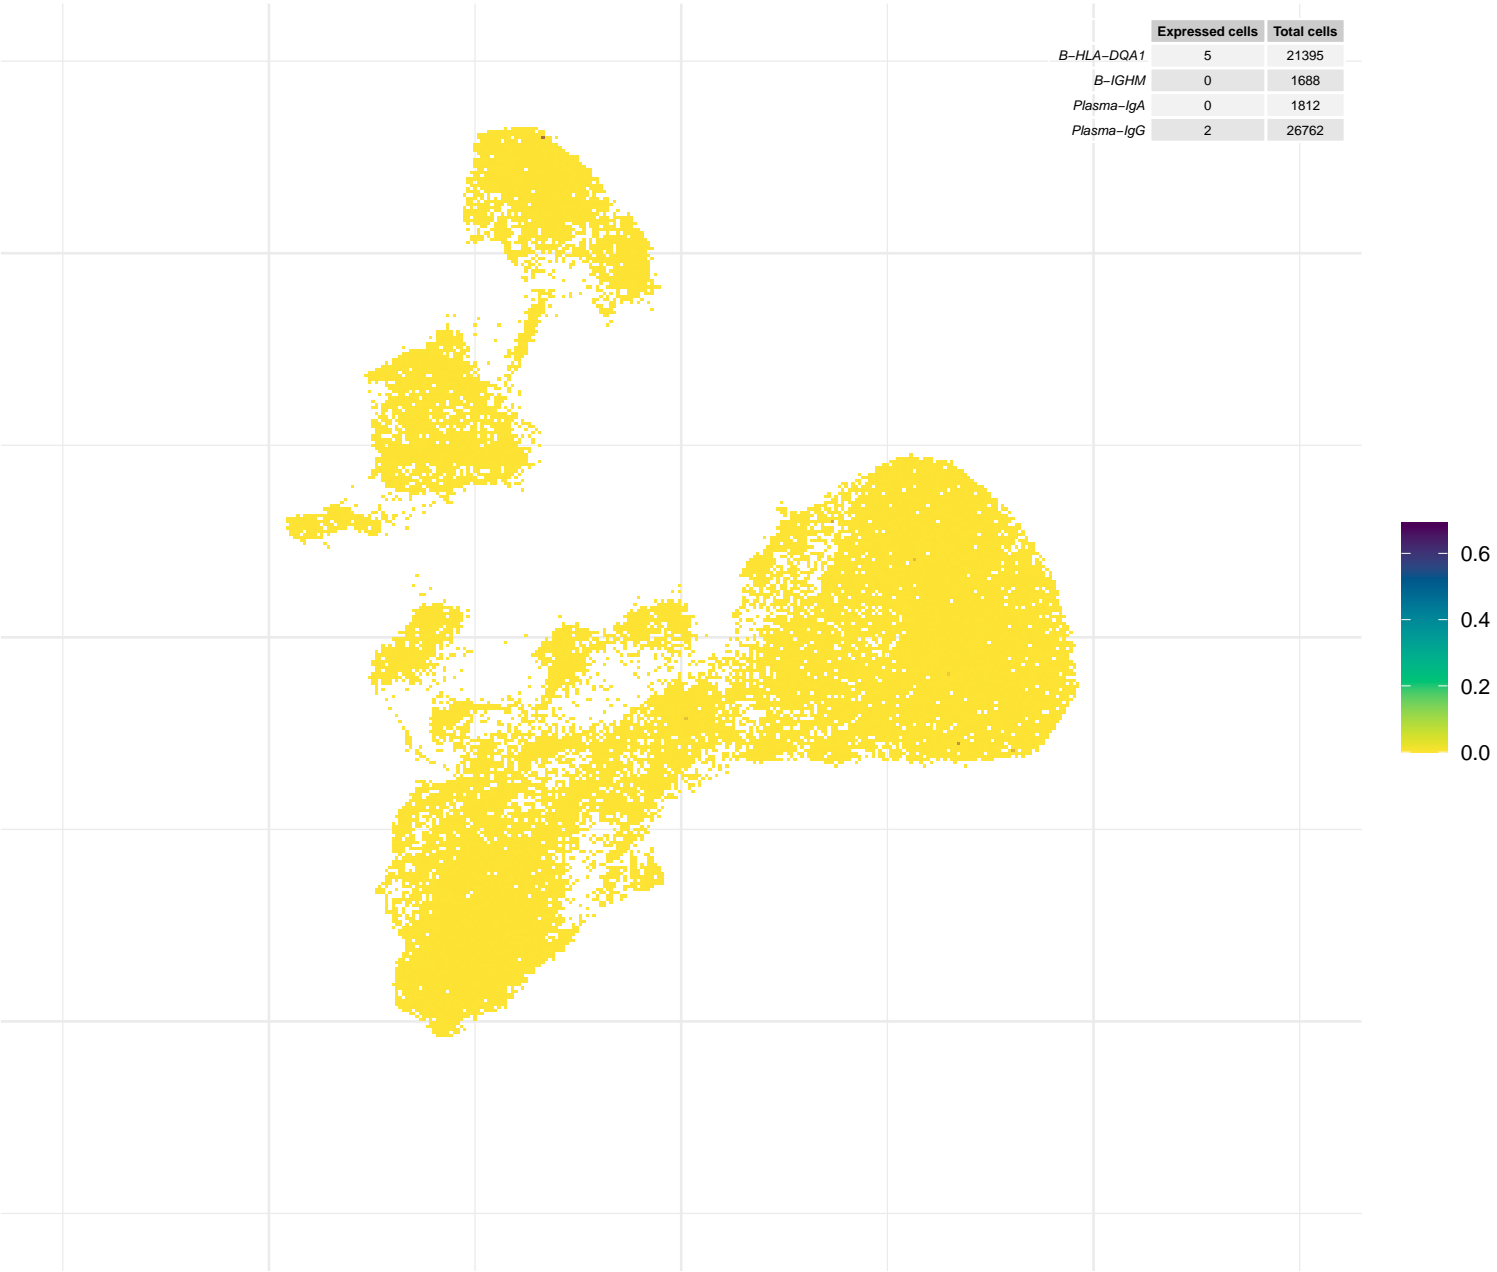 Expressed cells Total cells
B−HLA−DQA1 5 21395
B−IGHM 0 1688
Plasma−IgA 0 1812
Plasma−IgG 2 26762
0.6
0.4
0.2
0.0